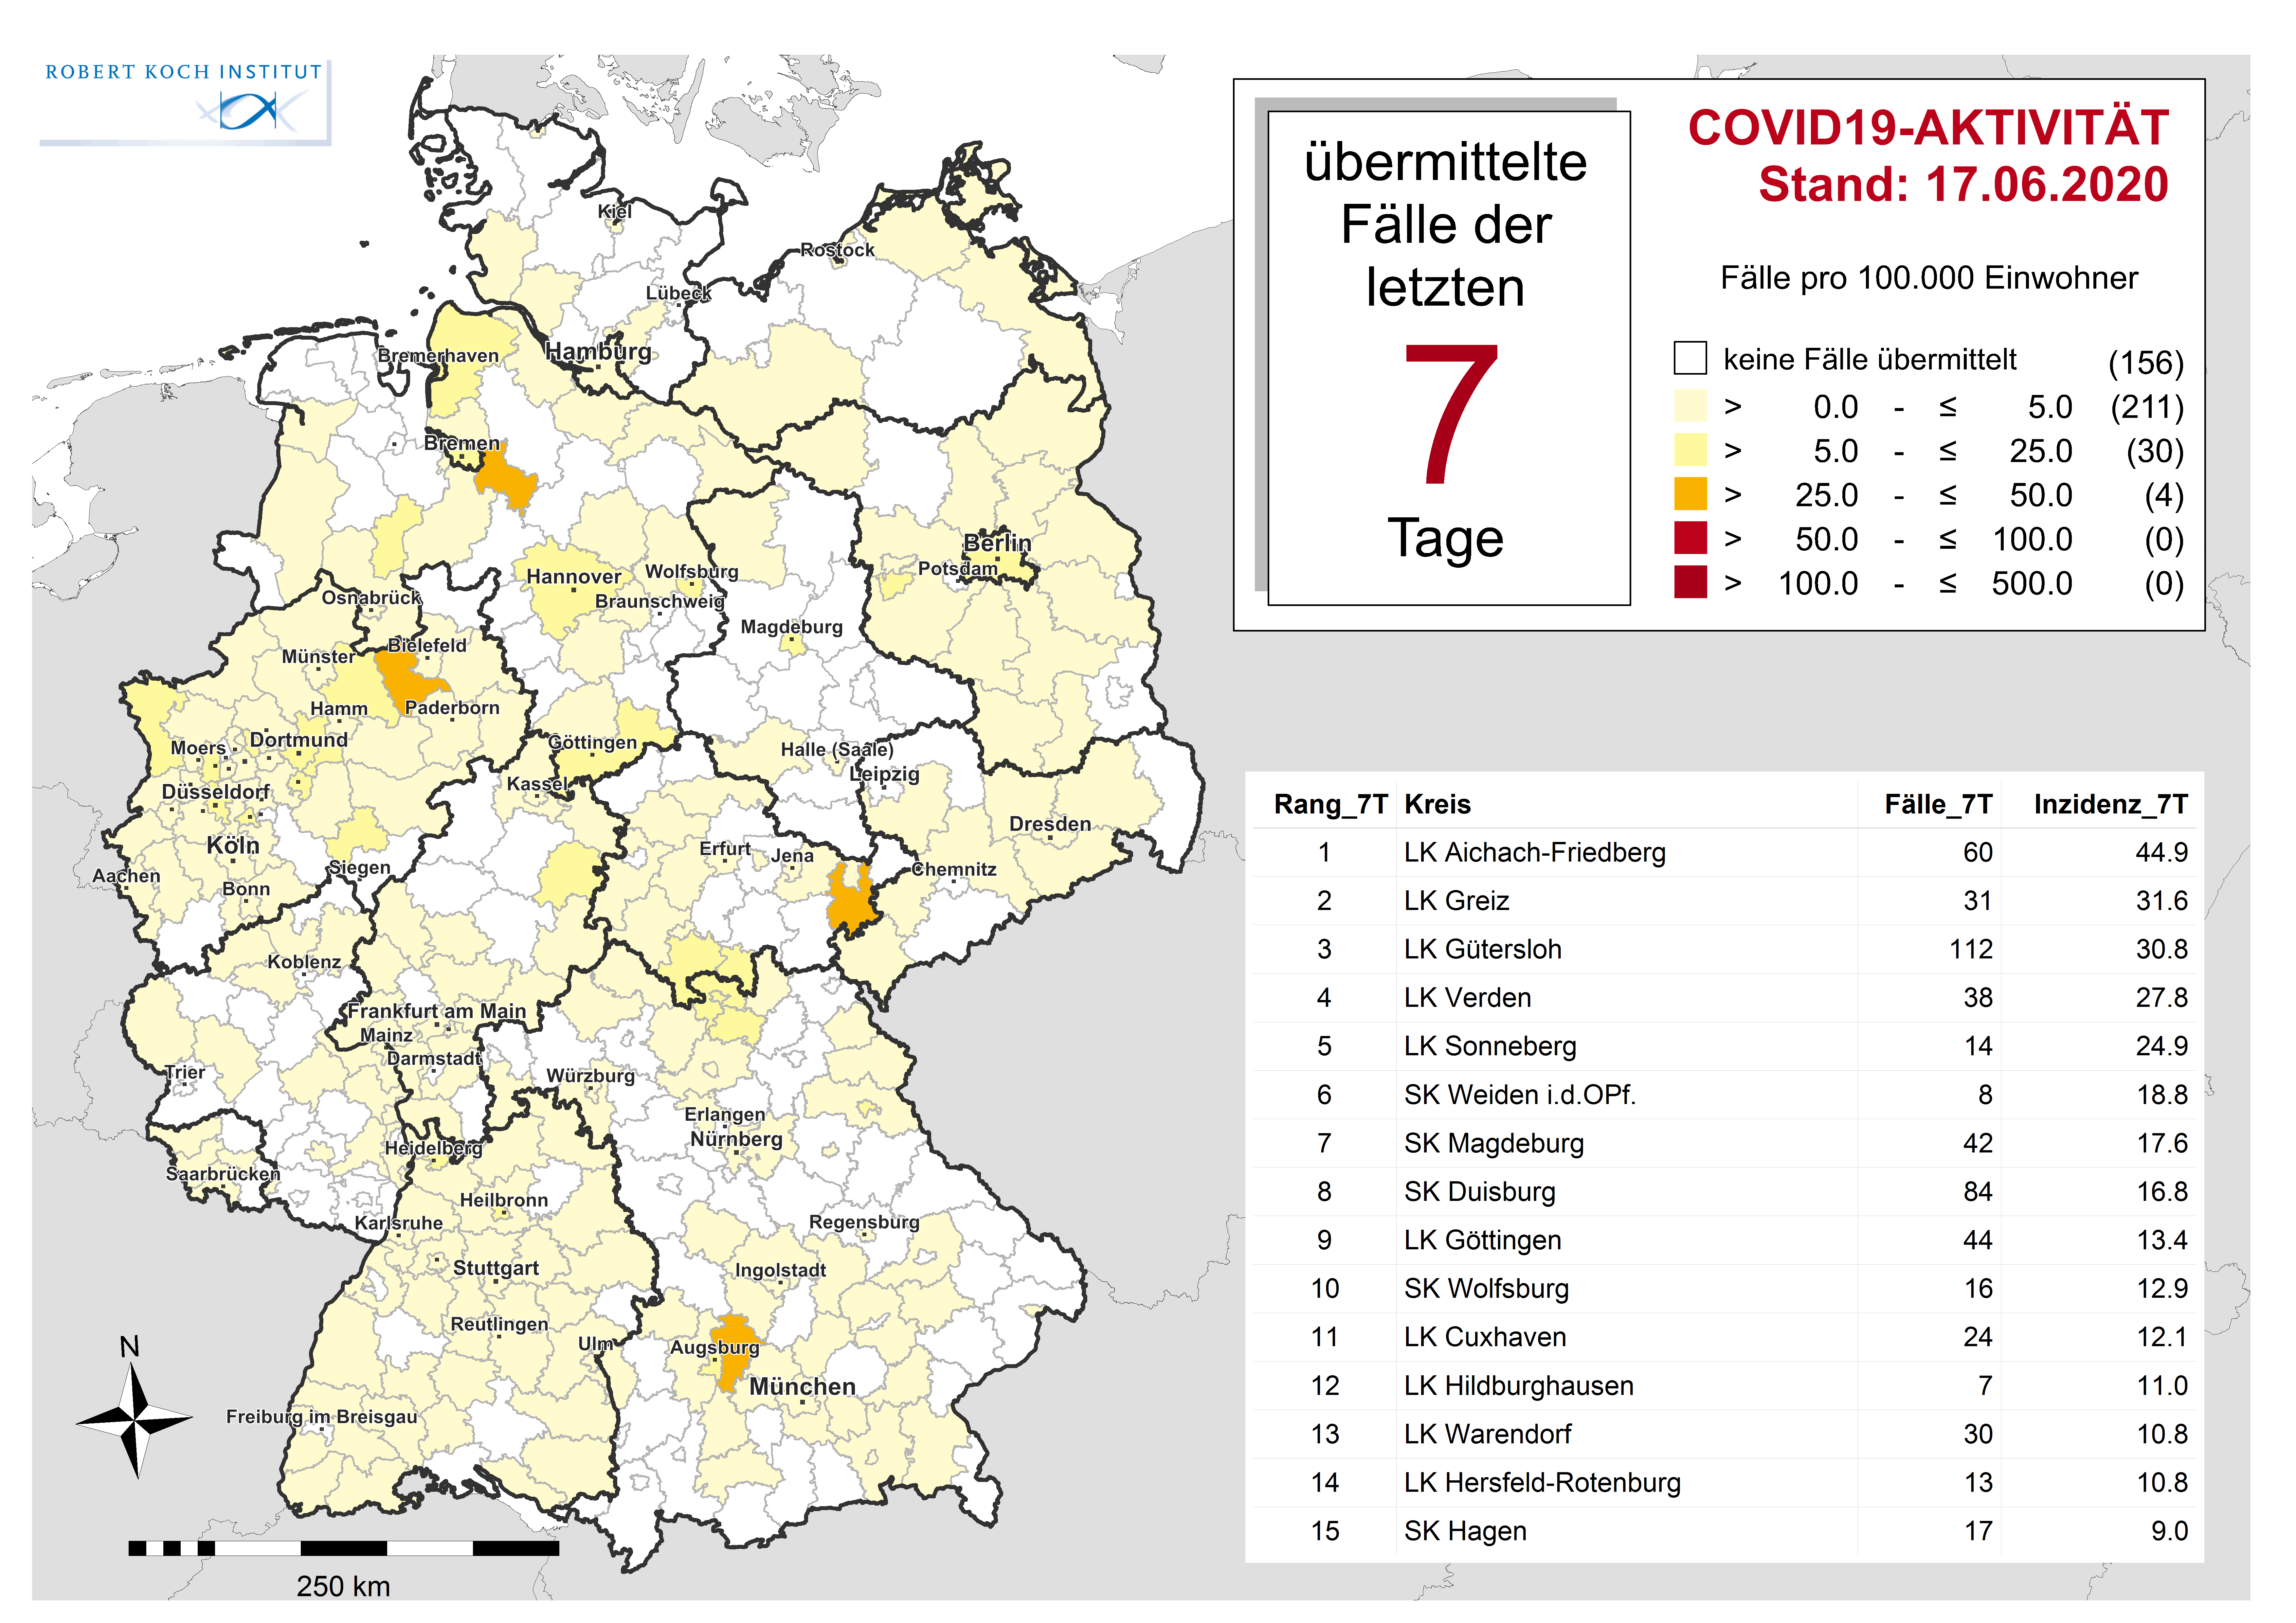 ROBERT KOCH INSTITUT
übermittelte
Fälle der
letzten
7
Tage
COVID19-AKTIVITÄT
Stand: 17.06.2020
Fälle pro 100.000 Einwohner
keine Fälle übermittelt (156)
> 0.0 - ≤ 5.0 (211)
> 5.0 - ≤ 25.0 (30)
> 25.0 - ≤ 50.0 (4)
> 50.0 - ≤ 100.0 (0)
> 100.0 - ≤ 500.0 (0)
Kiel
Rostock
Lübeck
Hamburg
Bremerhaven
Bremen
Berlin
Potsdam
Hannover
Wolfsburg
Braunschweig
Osnabrück
Magdeburg
Bielefeld
Münster
Hamm
Paderborn
Moers
Dortmund
Göttingen
Halle (Saale)
Leipzig
Kassel
Düsseldorf
Dresden
Köln
Erfurt
Jena
Chemnitz
Siegen
Aachen
Bonn
Koblenz
Frankfurt am Main
Mainz
Darmstadt
Trier
Würzburg
Erlangen
Nürnberg
Heidelberg
Saarbrücken
Heilbronn
Karlsruhe
Regensburg
Stuttgart
Ingolstadt
Reutlingen
Ulm
Augsburg
München
Freiburg im Breisgau
N
250 km
Rang_7T Kreis Fälle_7T Inzidenz_7T
1 LK Aichach-Friedberg 60 44.9
2 LK Greiz 31 31.6
3 LK Gütersloh 112 30.8
4 LK Verden 38 27.8
5 LK Sonneberg 14 24.9
6 SK Weiden i.d.OPf. 8 18.8
7 SK Magdeburg 42 17.6
8 SK Duisburg 84 16.8
9 LK Göttingen 44 13.4
10 SK Wolfsburg 16 12.9
11 LK Cuxhaven 24 12.1
12 LK Hildburghausen 7 11.0
13 LK Warendorf 30 10.8
14 LK Hersfeld-Rotenburg 13 10.8
15 SK Hagen 17 9.0